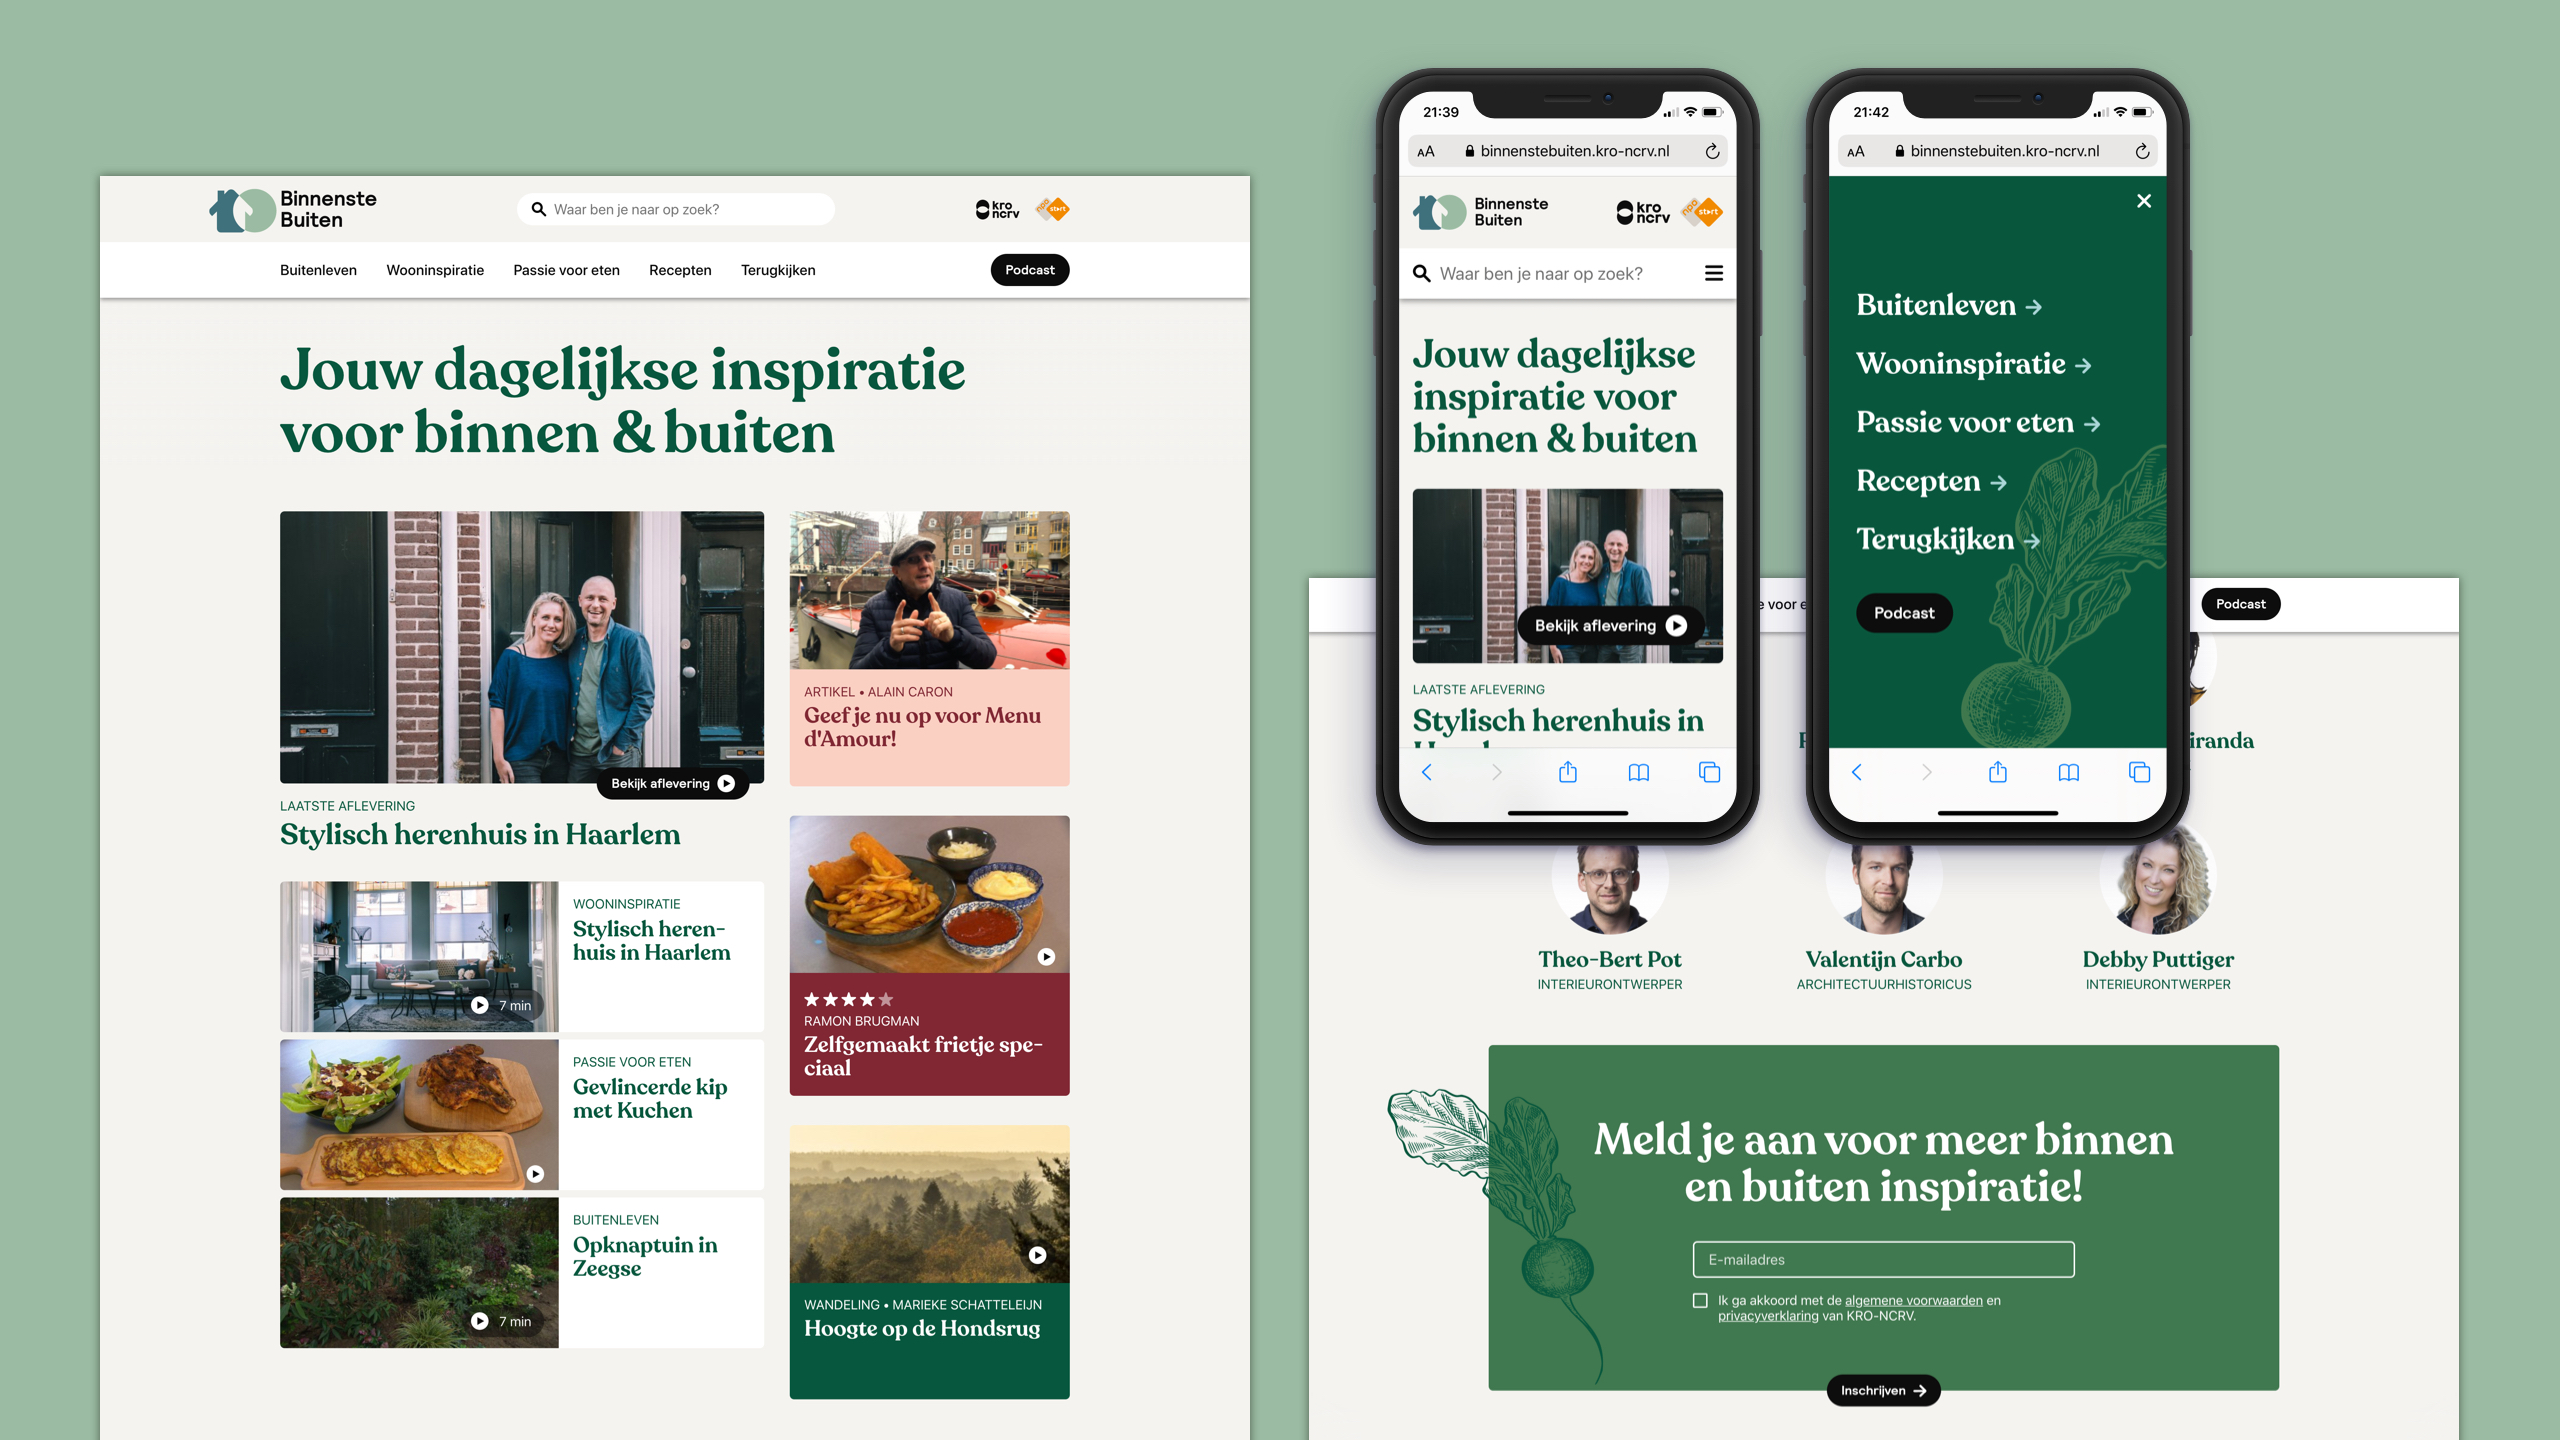 Binnenste
Buiten
Waar ben je naar op zoek?
kro
ncrv
npo
start
Buitenleven
Wooninspiratie
Passie voor eten
Recepten
Terugkijken
Podcast
Jouw dagelijkse inspiratie
voor binnen & buiten
Bekijk aflevering
LAATSTE AFLEVERING
Stylisch herenhuis in Haarlem
WOONINSPIRATIE
Stylisch heren-
huis in Haarlem
7 min
PASSIE VOOR ETEN
Gevlincerde kip
met Kuchen
BUITENLEVEN
Opknaptuin in
Zeegse
7 min
ARTIKEL • ALAIN CARON
Geef je nu op voor Menu
d'Amour!
RAMON BRUGMAN
Zelfgemaakt frietje spe-
ciaal
WANDELING • MARIEKE SCHATTELEIJN
Hoogte op de Hondsrug
21:39
AA
binnenstebuiten.kro-ncrv.nl
Binnenste
Buiten
kro
ncrv
npo
start
Waar ben je naar op zoek?
Jouw dagelijkse
inspiratie voor
binnen & buiten
Bekijk aflevering
LAATSTE AFLEVERING
Stylisch herenhuis in
21:42
AA
binnenstebuiten.kro-ncrv.nl
Buitenleven
Wooninspiratie
Passie voor eten
Recepten
Terugkijken
Podcast
e voor e
Podcast
iranda
Theo-Bert Pot
INTERIEURONTWERPER
Valentijn Carbo
ARCHITECTUURHISTORICUS
Debby Puttiger
INTERIEURONTWERPER
Meld je aan voor meer binnen
en buiten inspiratie!
E-mailadres
Ik ga akkoord met de algemene voorwaarden en
privacyverklaring van KRO-NCRV.
Inschrijven